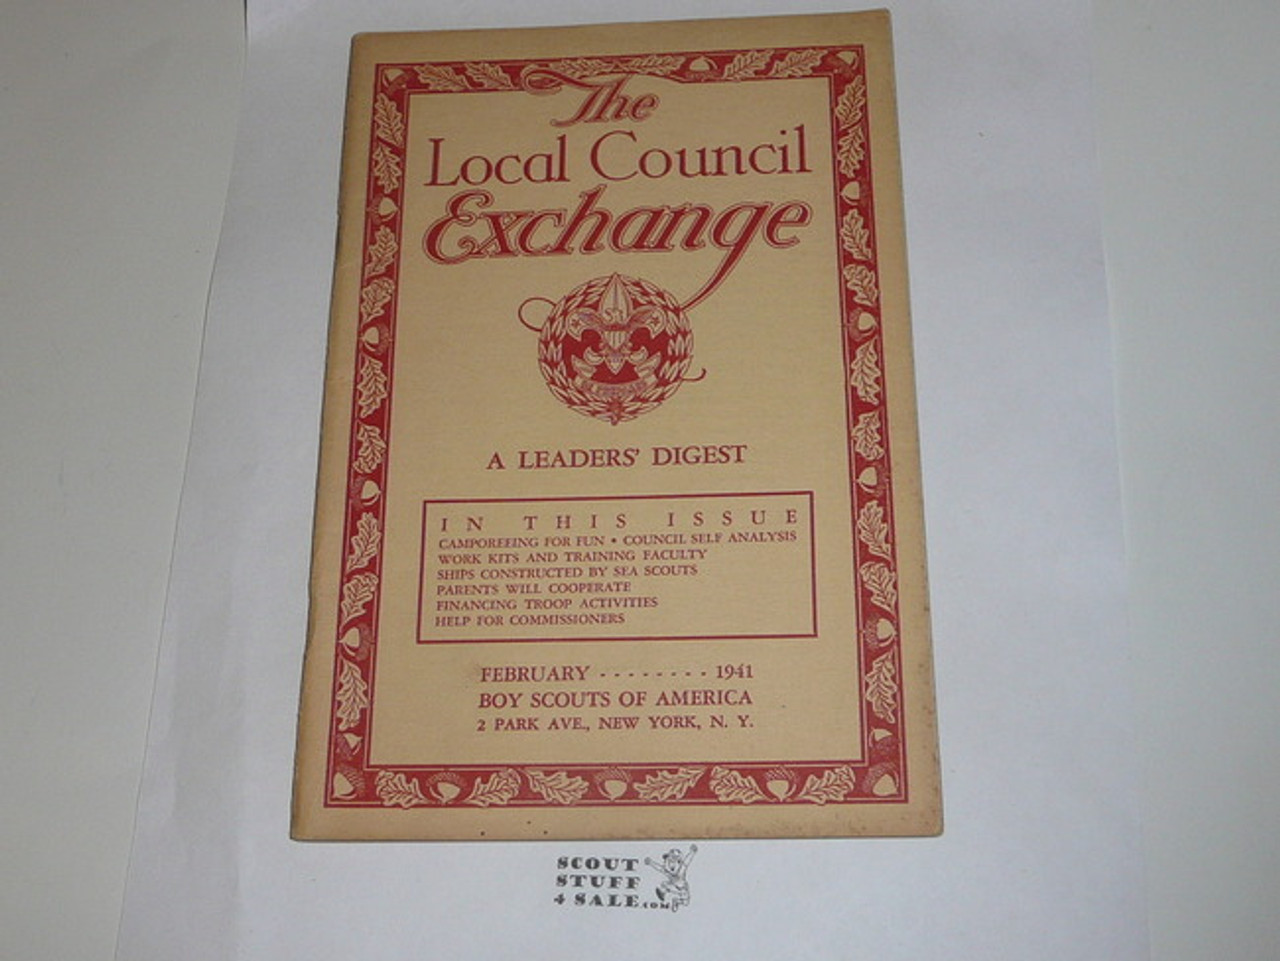 The
Local Council
Exchange
A LEADERS' DIGEST
IN THIS ISSUE
CAMPOREEING FOR FUN • COUNCIL SELF ANALYSIS
WORK KITS AND TRAINING FACULTY
SHIPS CONSTRUCTED BY SEA SCOUTS
PARENTS WILL COOPERATE
FINANCING TROOP ACTIVITIES
HELP FOR COMMISSIONERS
FEBRUARY - - - - - - - - 1941
BOY SCOUTS OF AMERICA
2 PARK AVE., NEW YORK, N. Y.
SCOUT
STUFF
4 SALE.COM